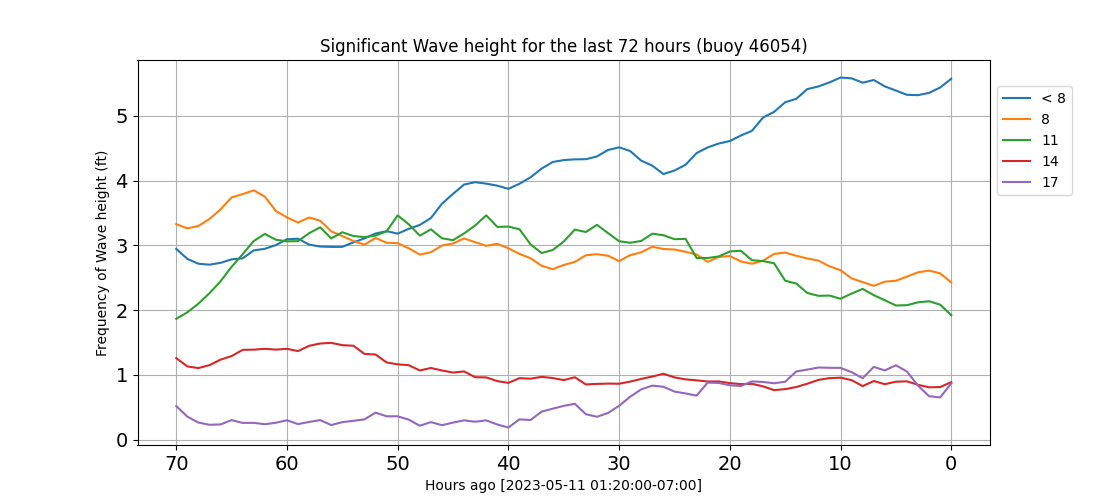 Significant Wave height for the last 72 hours (buoy 46054)
Frequency of Wave height (ft)
5
4
3
2
1
0
70 60 50 40 30 20 10 0
Hours ago [2023-05-11 01:20:00-07:00]
< 8
8
11
14
17